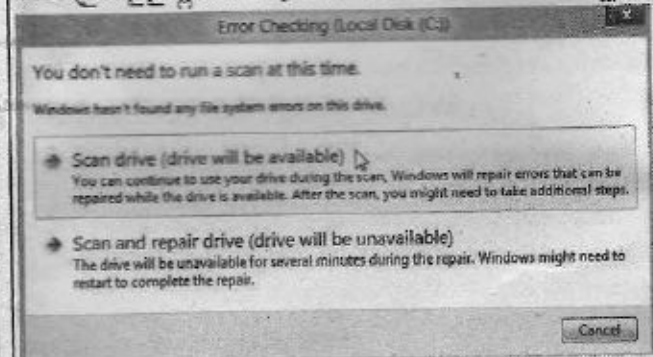 Error Checking (Local Disk (C:))
You don't need to run a scan at this time.
Windows hasn't found any file system errors on this drive.
Scan drive (drive will be available)
You can continue to use your drive during the scan, Windows will repair errors that can be
repaired while the drive is available. After the scan, you might need to take additional steps.
Scan and repair drive (drive will be unavailable)
The drive will be unavailable for several minutes during the repair. Windows might need to
restart to complete the repair.
Cancel